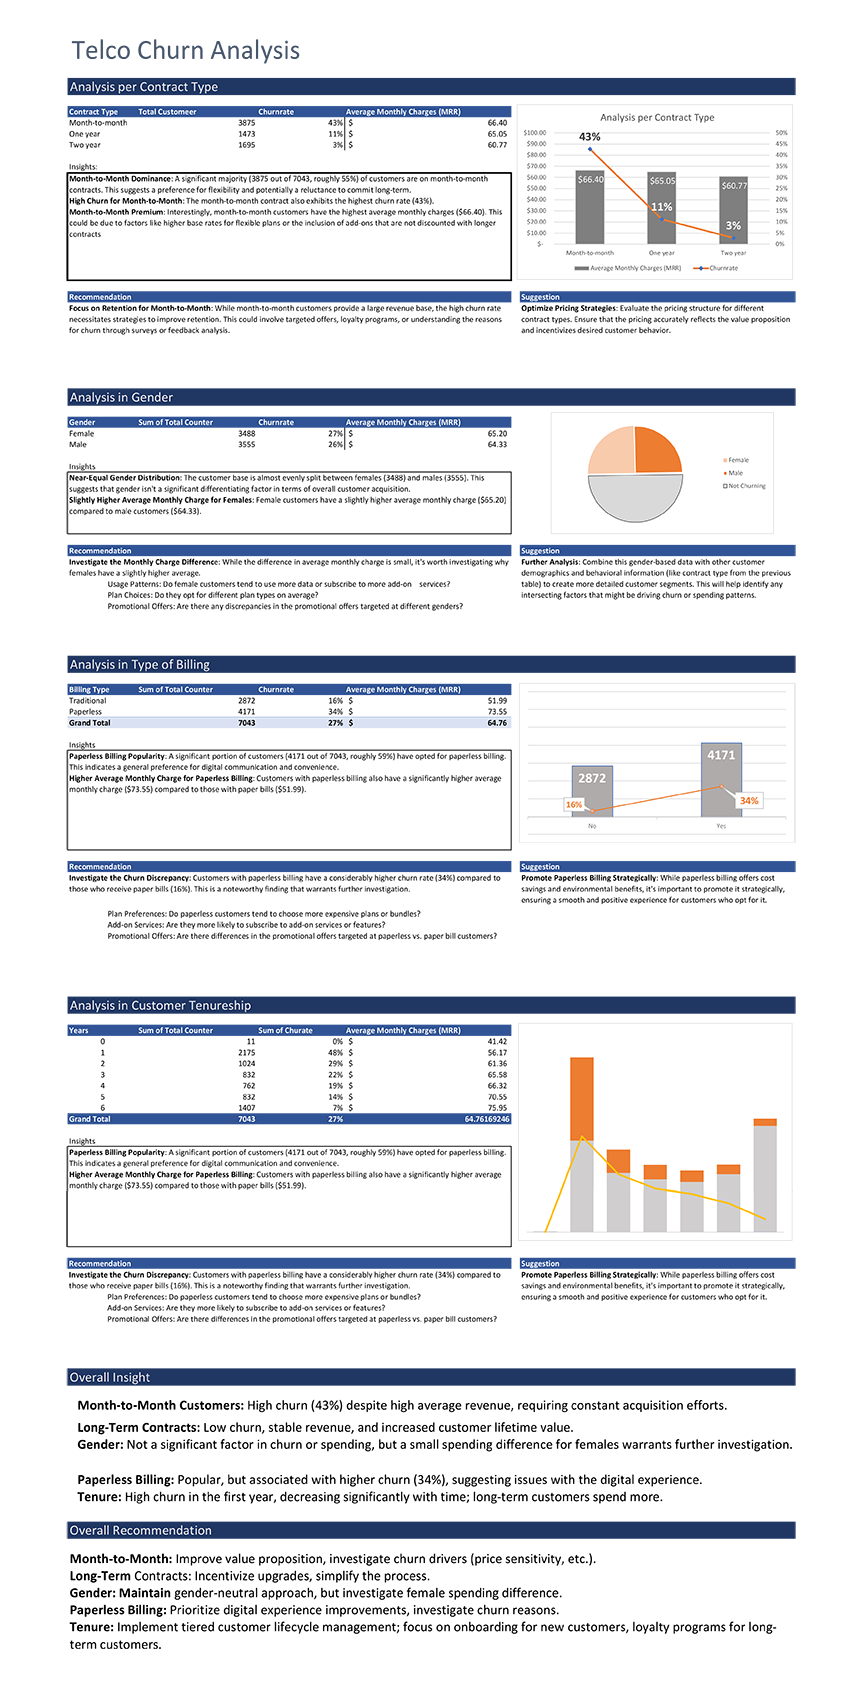 Telco Churn Analysis
Analysis per Contract Type
Contract Type Total Customeer Churnrate Average Monthly Charges (MRR)
Month-to-month 3875 43% $ 66.40
One year 1473 11% $ 65.05
Two year 1695 3% $ 60.77
Insights:
Month-to-Month Dominance: A significant majority (3875 out of 7043, roughly 55%) of customers are on month-to-month
contracts. This suggests a preference for flexibility and potentially a reluctance to commit long-term.
High Churn for Month-to-Month: The month-to-month contract also exhibits the highest churn rate (43%).
Month-to-Month Premium: Interestingly, month-to-month customers have the highest average monthly charges ($66.40). This
could be due to factors like higher base rates for flexible plans or the inclusion of add-ons that are not discounted with longer
contracts
Analysis per Contract Type
$100.00
$90.00
$80.00
$70.00
$60.00
$50.00
$40.00
$30.00
$20.00
$10.00
$-
43%
$66.40
$65.05
11%
$60.77
3%
50%
45%
40%
35%
30%
25%
20%
15%
10%
5%
0%
Month-to-month One year Two year
Average Monthly Charges (MRR) Churnrate
Recommendation
Focus on Retention for Month-to-Month: While month-to-month customers provide a large revenue base, the high churn rate
necessitates strategies to improve retention. This could involve targeted offers, loyalty programs, or understanding the reasons
for churn through surveys or feedback analysis.
Suggestion
Optimize Pricing Strategies: Evaluate the pricing structure for different
contract types. Ensure that the pricing accurately reflects the value proposition
and incentivizes desired customer behavior.
Analysis in Gender
Gender Sum of Total Counter Churnrate Average Monthly Charges (MRR)
Female 3488 27% $ 65.20
Male 3555 26% $ 64.33
Insights
Near-Equal Gender Distribution: The customer base is almost evenly split between females (3488) and males (3555). This
suggests that gender isn't a significant differentiating factor in terms of overall customer acquisition.
Slightly Higher Average Monthly Charge for Females: Female customers have a slightly higher average monthly charge ($65.20)
compared to male customers ($64.33).
Female
Male
Not Churning
Recommendation
Investigate the Monthly Charge Difference: While the difference in average monthly charge is small, it's worth investigating why
females have a slightly higher average.
Usage Patterns: Do female customers tend to use more data or subscribe to more add-on services?
Plan Choices: Do they opt for different plan types on average?
Promotional Offers: Are there any discrepancies in the promotional offers targeted at different genders?
Suggestion
Further Analysis: Combine this gender-based data with other customer
demographics and behavioral information (like contract type from the previous
table) to create more detailed customer segments. This will help identify any
intersecting factors that might be driving churn or spending patterns.
Analysis in Type of Billing
Billing Type Sum of Total Counter Churnrate Average Monthly Charges (MRR)
Traditional 2872 16% $ 51.99
Paperless 4171 34% $ 73.55
Grand Total 7043 27% $ 64.76
Insights
Paperless Billing Popularity: A significant portion of customers (4171 out of 7043, roughly 59%) have opted for paperless billing.
This indicates a general preference for digital communication and convenience.
Higher Average Monthly Charge for Paperless Billing: Customers with paperless billing also have a significantly higher average
monthly charge ($73.55) compared to those with paper bills ($51.99).
2872
4171
16%
34%
No Yes
Recommendation
Investigate the Churn Discrepancy: Customers with paperless billing have a considerably higher churn rate (34%) compared to
those who receive paper bills (16%). This is a noteworthy finding that warrants further investigation.
Plan Preferences: Do paperless customers tend to choose more expensive plans or bundles?
Add-on Services: Are they more likely to subscribe to add-on services or features?
Promotional Offers: Are there differences in the promotional offers targeted at paperless vs. paper bill customers?
Suggestion
Promote Paperless Billing Strategically: While paperless billing offers cost
savings and environmental benefits, it's important to promote it strategically,
ensuring a smooth and positive experience for customers who opt for it.
Analysis in Customer Tenureship
Years Sum of Total Counter Sum of Churate Average Monthly Charges (MRR)
0 11 0% $ 41.42
1 2175 48% $ 56.17
2 1024 29% $ 61.36
3 832 22% $ 65.58
4 762 19% $ 66.32
5 832 14% $ 70.55
6 1407 7% $ 75.95
Grand Total 7043 27% 64.76169246
Insights
Paperless Billing Popularity: A significant portion of customers (4171 out of 7043, roughly 59%) have opted for paperless billing.
This indicates a general preference for digital communication and convenience.
Higher Average Monthly Charge for Paperless Billing: Customers with paperless billing also have a significantly higher average
monthly charge ($73.55) compared to those with paper bills ($51.99).
Recommendation
Investigate the Churn Discrepancy: Customers with paperless billing have a considerably higher churn rate (34%) compared to
those who receive paper bills (16%). This is a noteworthy finding that warrants further investigation.
Plan Preferences: Do paperless customers tend to choose more expensive plans or bundles?
Add-on Services: Are they more likely to subscribe to add-on services or features?
Promotional Offers: Are there differences in the promotional offers targeted at paperless vs. paper bill customers?
Suggestion
Promote Paperless Billing Strategically: While paperless billing offers cost
savings and environmental benefits, it's important to promote it strategically,
ensuring a smooth and positive experience for customers who opt for it.
Overall Insight
Month-to-Month Customers: High churn (43%) despite high average revenue, requiring constant acquisition efforts.
Long-Term Contracts: Low churn, stable revenue, and increased customer lifetime value.
Gender: Not a significant factor in churn or spending, but a small spending difference for females warrants further investigation.
Paperless Billing: Popular, but associated with higher churn (34%), suggesting issues with the digital experience.
Tenure: High churn in the first year, decreasing significantly with time; long-term customers spend more.
Overall Recommendation
Month-to-Month: Improve value proposition, investigate churn drivers (price sensitivity, etc.).
Long-Term Contracts: Incentivize upgrades, simplify the process.
Gender: Maintain gender-neutral approach, but investigate female spending difference.
Paperless Billing: Prioritize digital experience improvements, investigate churn reasons.
Tenure: Implement tiered customer lifecycle management; focus on onboarding for new customers, loyalty programs for long-
term customers.